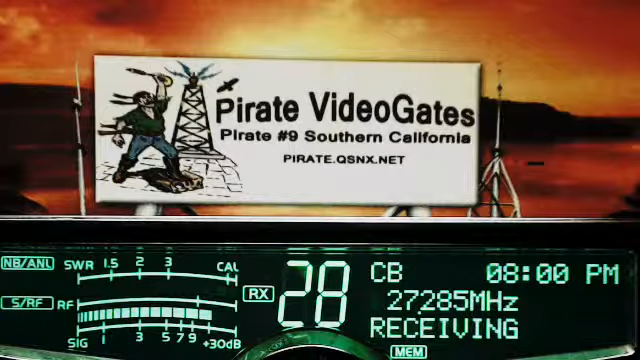 Pirate VideoGates
Pirate #9 Southern California
PIRATE.QSNX.NET
NB/ANL SWR 1.5 2 3 CAL
S/RF RF
SIG 1 3 5 7 9 +30dB
RX 28
CB 08:00 PM
27285MHz
RECEIVING
MEM